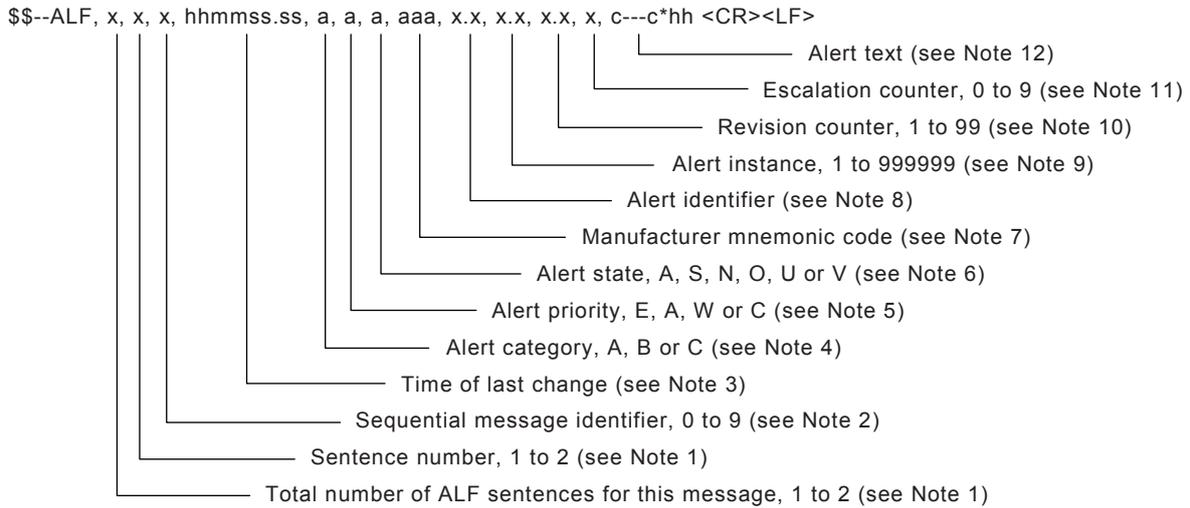 $$--ALF, x, x, x, hhmmss.ss, a, a, a, aaa, x.x, x.x, x.x, x, c---c*hh <CR><LF>
Alert text (see Note 12)
Escalation counter, 0 to 9 (see Note 11)
Revision counter, 1 to 99 (see Note 10)
Alert instance, 1 to 999999 (see Note 9)
Alert identifier (see Note 8)
Manufacturer mnemonic code (see Note 7)
Alert state, A, S, N, O, U or V (see Note 6)
Alert priority, E, A, W or C (see Note 5)
Alert category, A, B or C (see Note 4)
Time of last change (see Note 3)
Sequential message identifier, 0 to 9 (see Note 2)
Sentence number, 1 to 2 (see Note 1)
Total number of ALF sentences for this message, 1 to 2 (see Note 1)